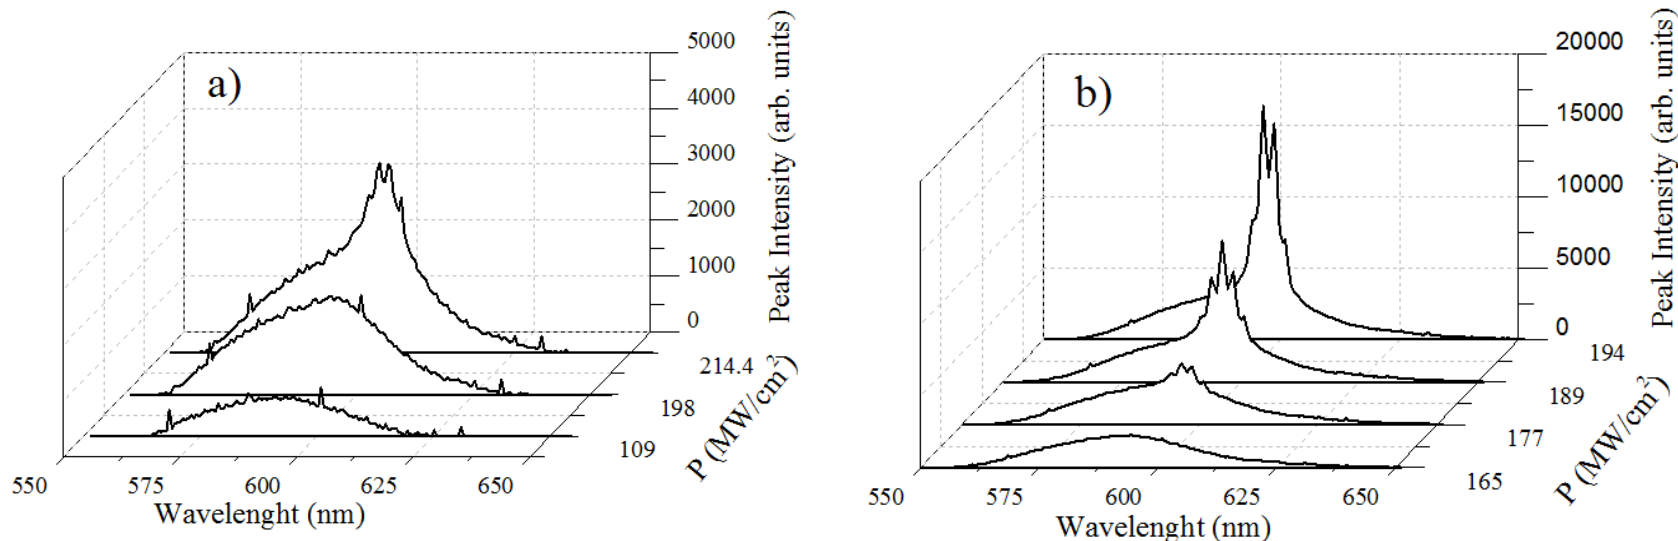 a)
5000
4000
3000
2000
1000
0
Peak Intensity (arb. units)
214.4
198
109
P (MW/cm²)
550 575 600 625 650
Wavelenght (nm)
b)
20000
15000
10000
5000
0
Peak Intensity (arb. units)
194
189
177
165
P (MW/cm²)
550 575 600 625 650
Wavelenght (nm)